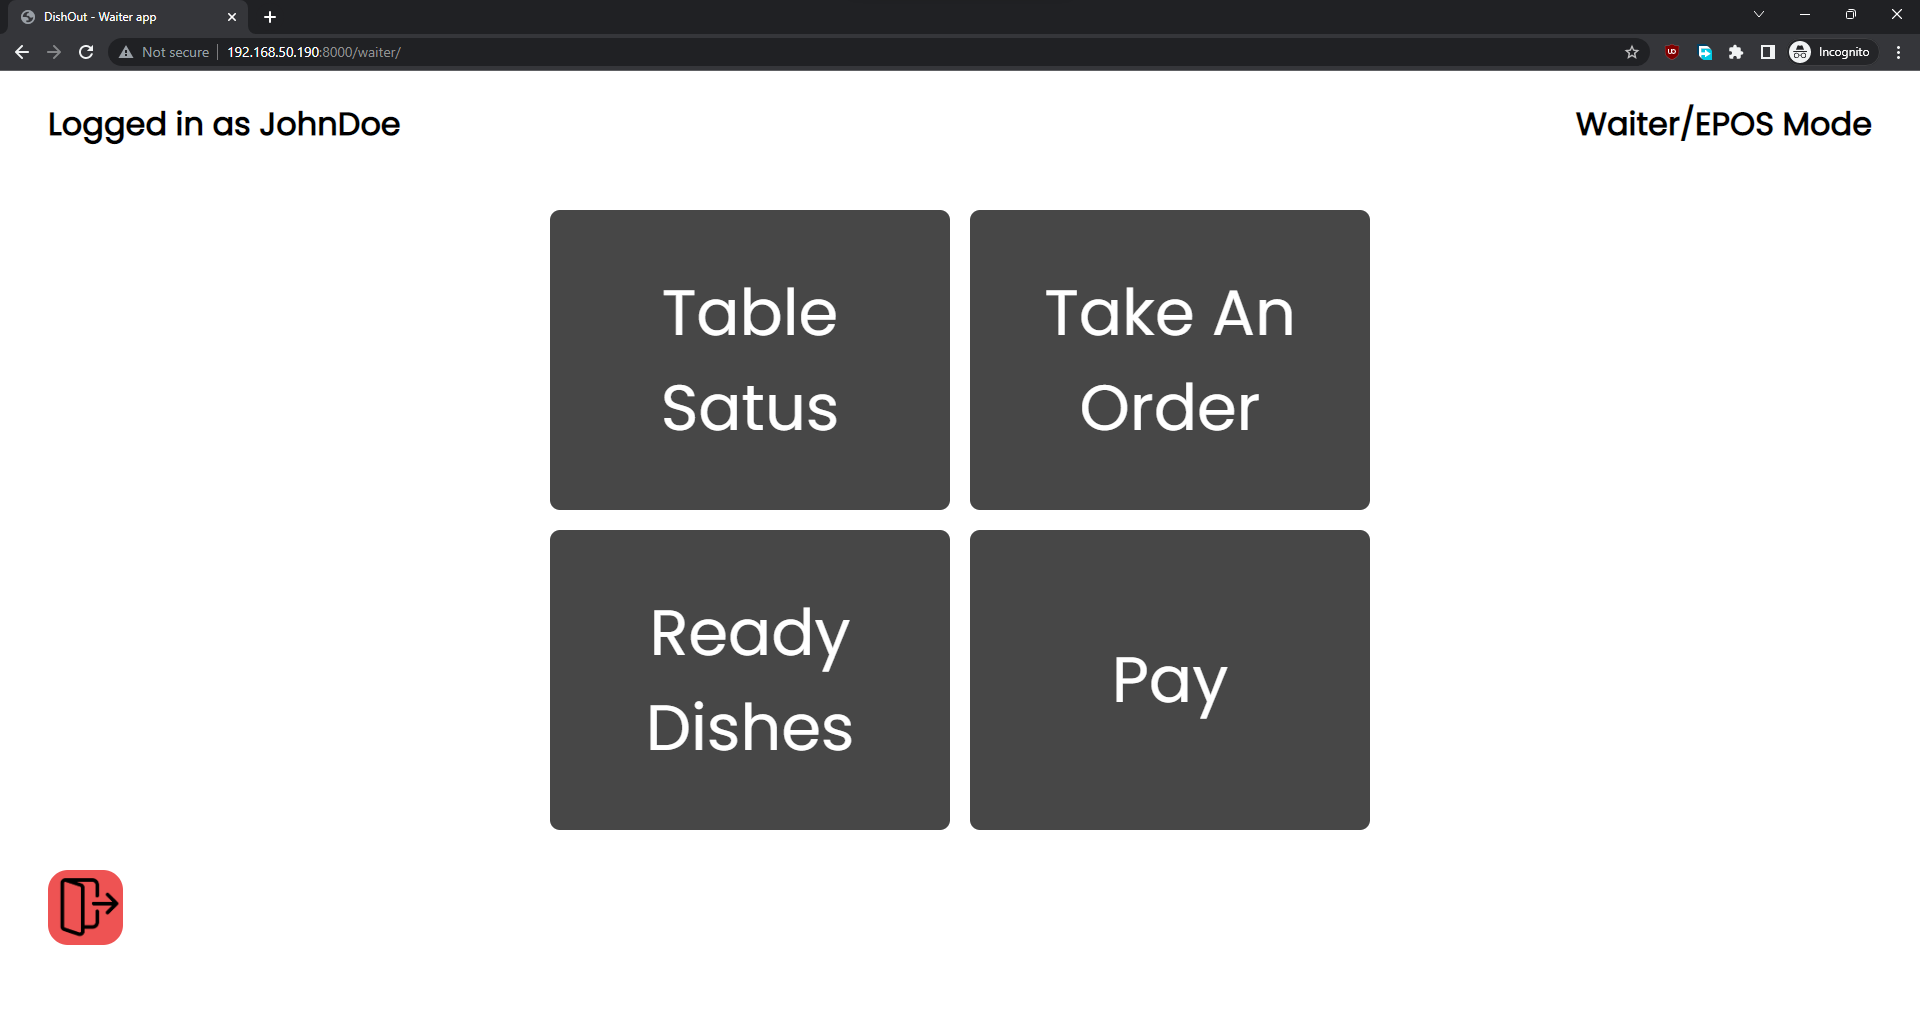 DishOut - Waiter app
Not secure
192.168.50.190:8000/waiter/
Incognito
Logged in as JohnDoe
Waiter/EPOS Mode
Table
Satus
Take An
Order
Ready
Dishes
Pay